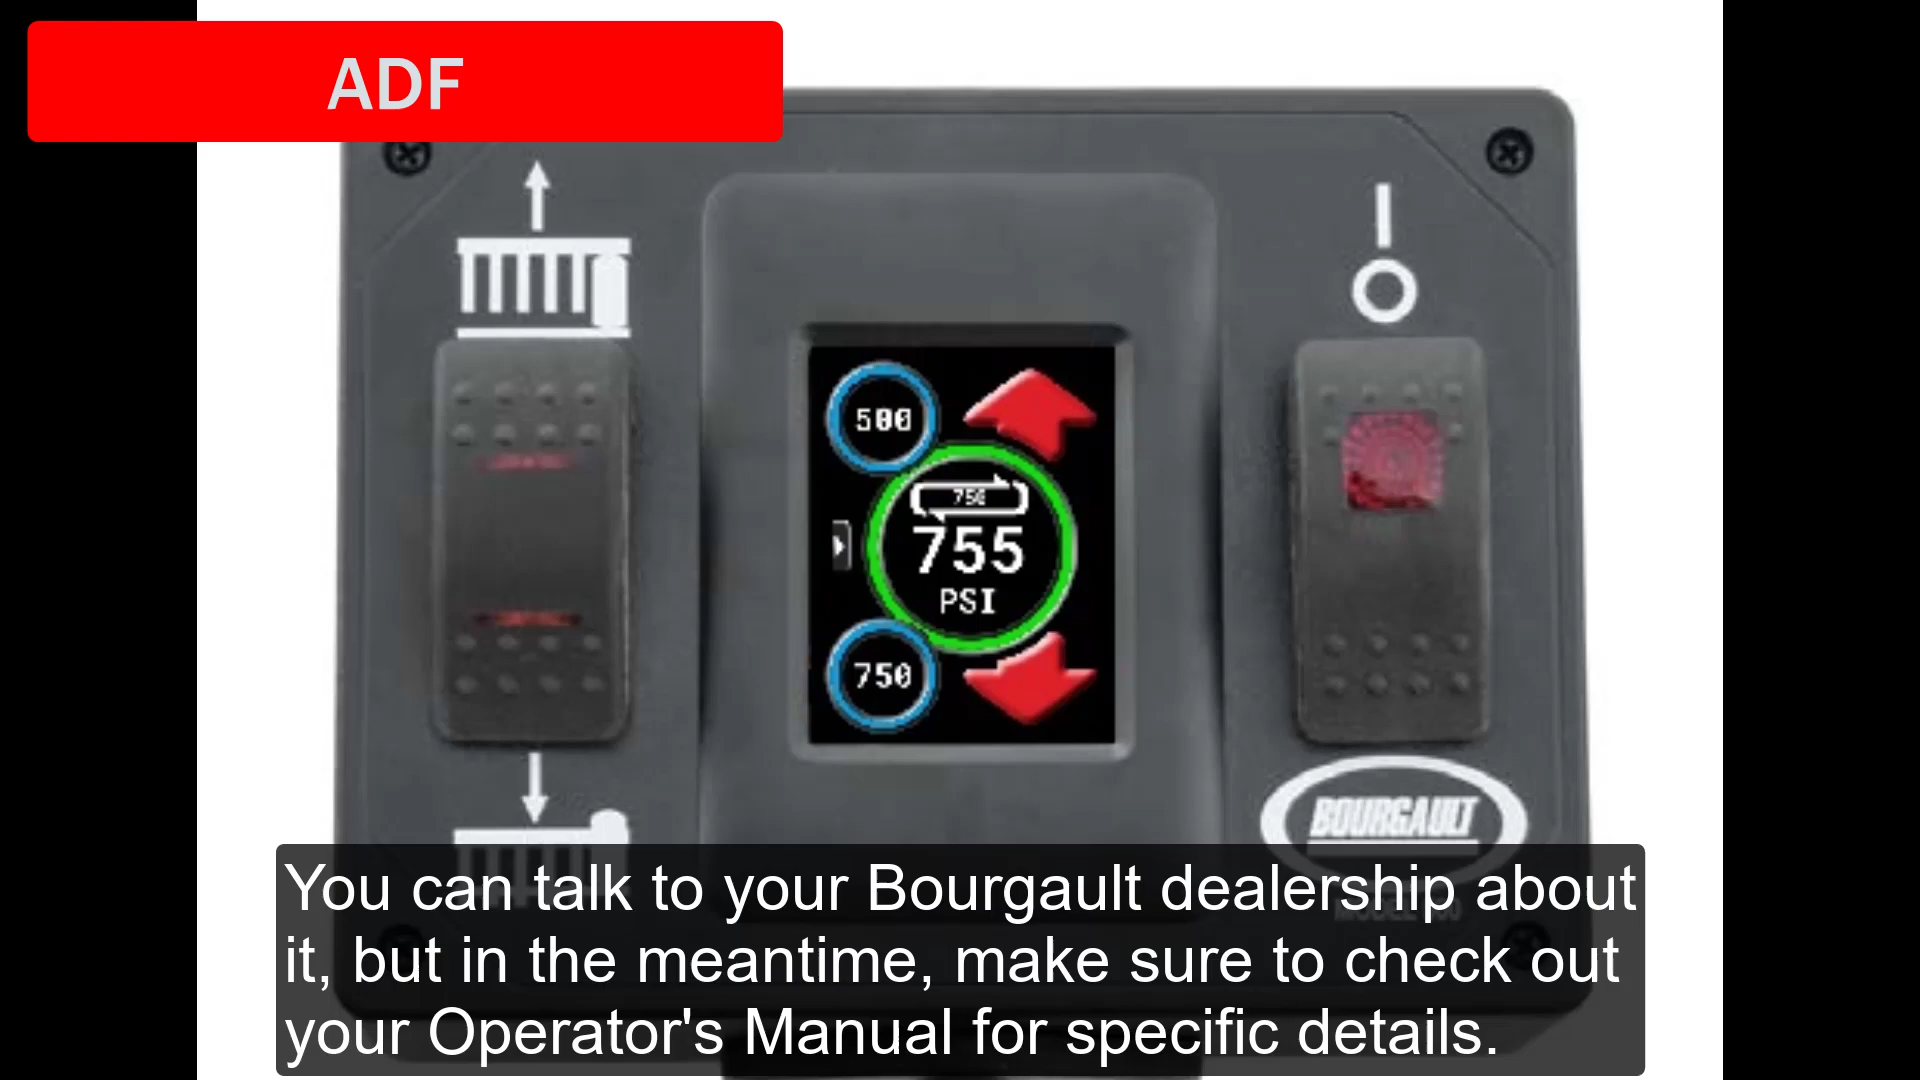 ADF
500
750
755
PSI
750
BOURGAULT
You can talk to your Bourgault dealership about
it, but in the meantime, make sure to check out
your Operator's Manual for specific details.